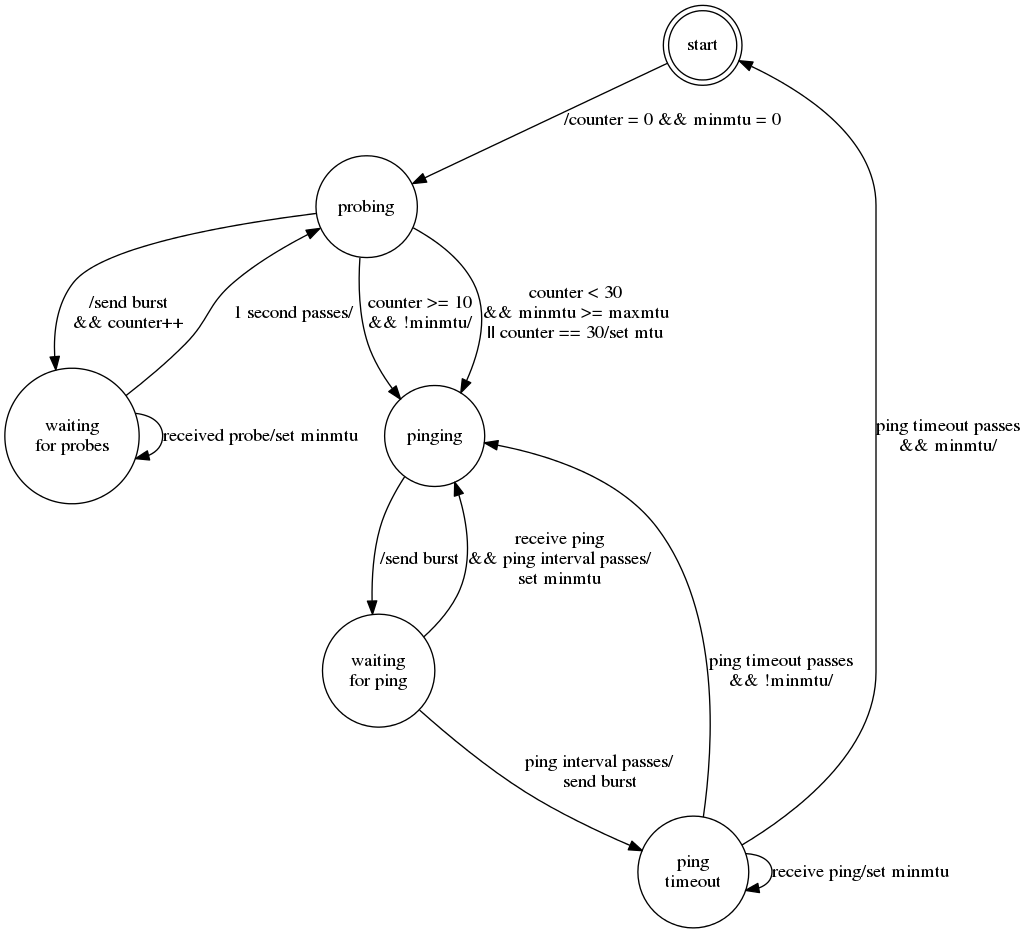 start
/counter = 0 && minmtu = 0
probing
/send burst
&& counter++
1 second passes/
counter >= 10
&& !minmtu/
counter < 30
&& minmtu >= maxmtu
|| counter == 30/set mtu
waiting
for probes
received probe/set minmtu
pinging
ping timeout passes
&& minmtu/
/send burst
receive ping
&& ping interval passes/
set minmtu
waiting
for ping
ping timeout passes
&& !minmtu/
ping interval passes/
send burst
ping
timeout
receive ping/set minmtu